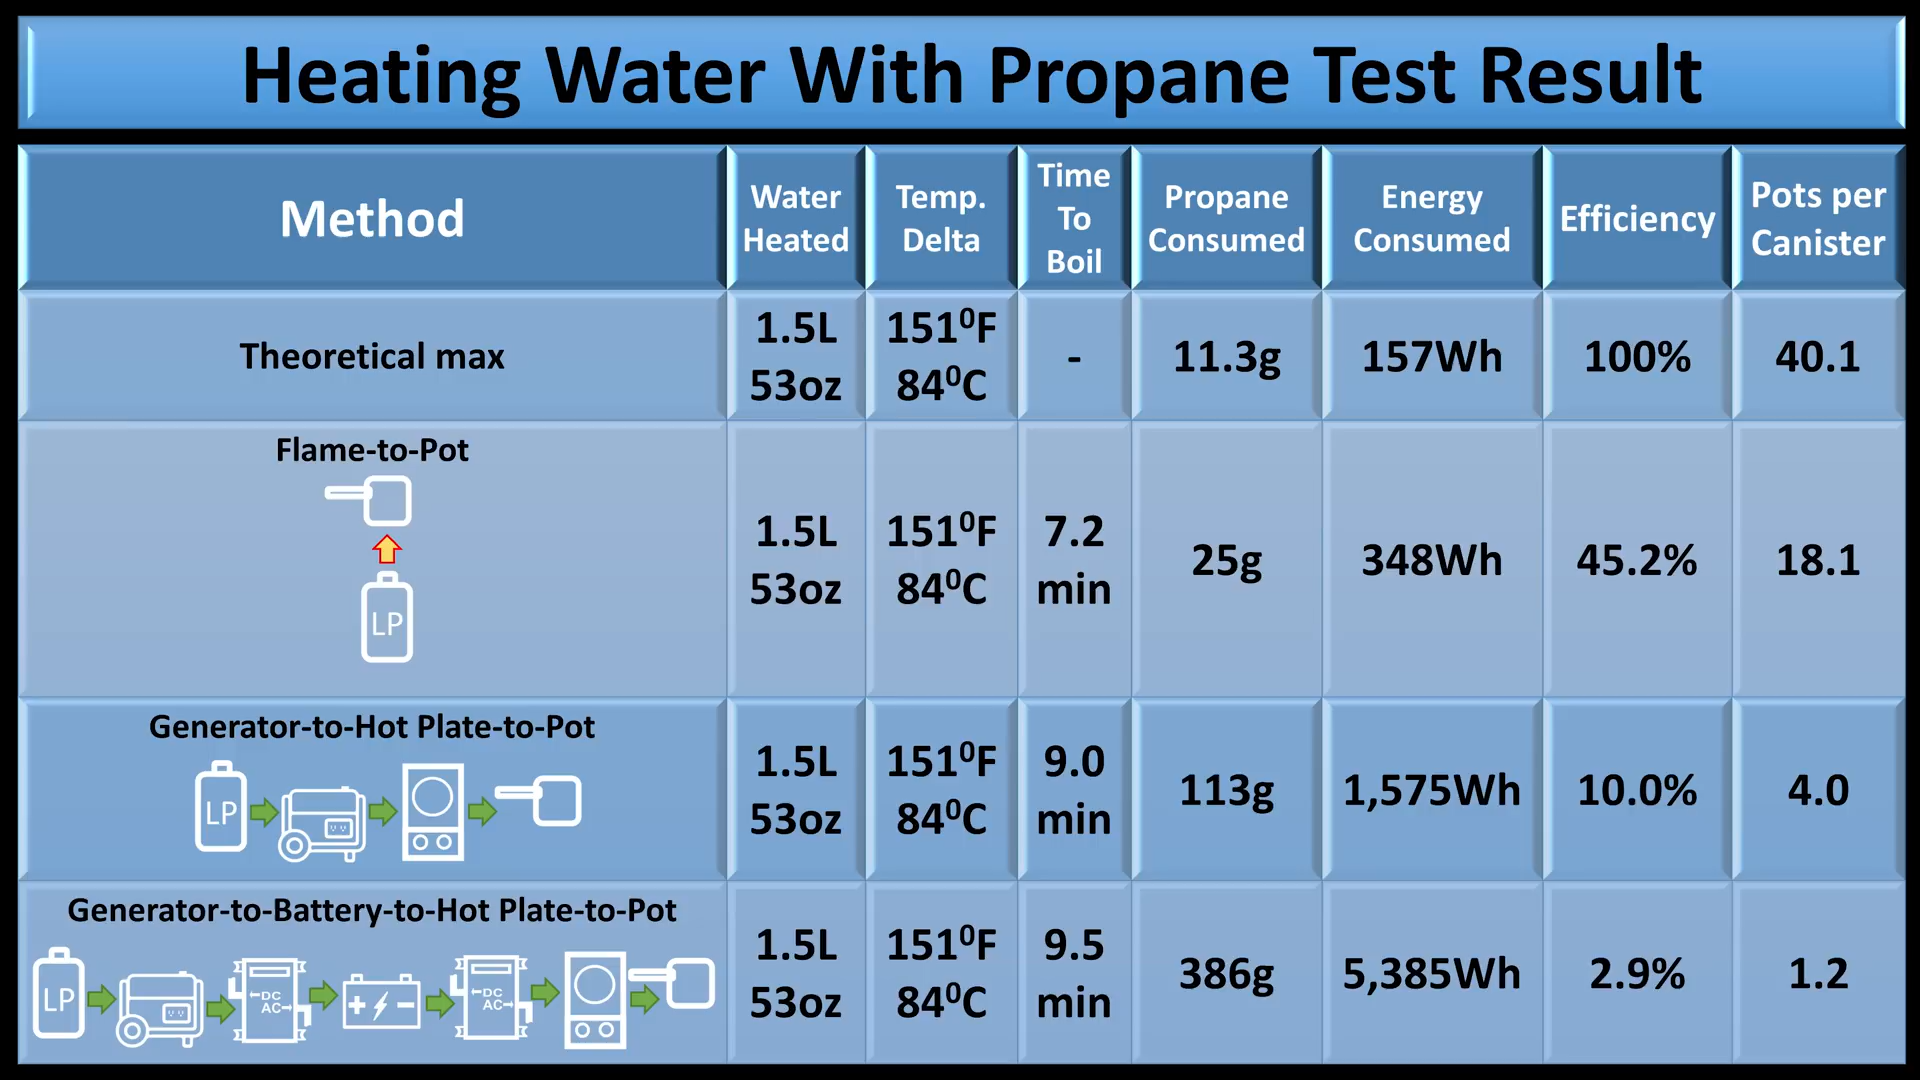 Heating Water With Propane Test Result
Method
Water
Heated
Temp.
Delta
Time
To
Boil
Propane
Consumed
Energy
Consumed
Efficiency
Pots per
Canister
Theoretical max
1.5L
53oz
151⁰F
84⁰C
-
11.3g
157Wh
100%
40.1
Flame-to-Pot
LP
1.5L
53oz
151⁰F
84⁰C
7.2
min
25g
348Wh
45.2%
18.1
Generator-to-Hot Plate-to-Pot
LP
1.5L
53oz
151⁰F
84⁰C
9.0
min
113g
1,575Wh
10.0%
4.0
Generator-to-Battery-to-Hot Plate-to-Pot
LP
DC
AC
DC
AC
1.5L
53oz
151⁰F
84⁰C
9.5
min
386g
5,385Wh
2.9%
1.2